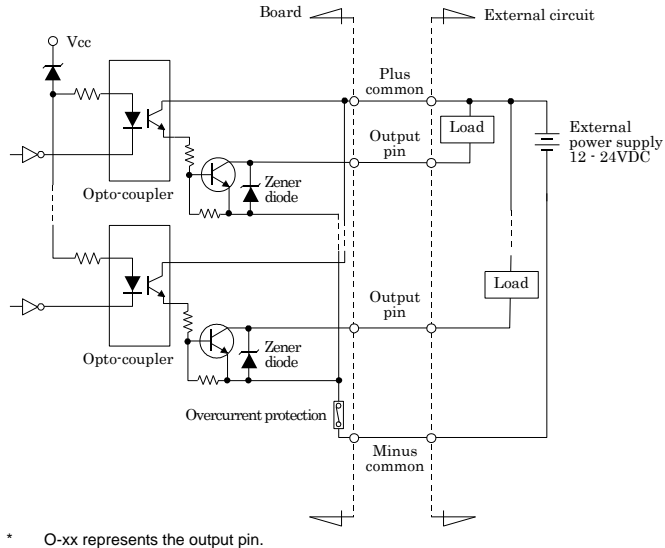 Board
External circuit
Vcc
Plus
common
Load
External
power supply
12 - 24VDC
Output
pin
Opto-coupler
Zener
diode
Load
Output
pin
Opto-coupler
Zener
diode
Overcurrent protection
Minus
common
* O-xx represents the output pin.